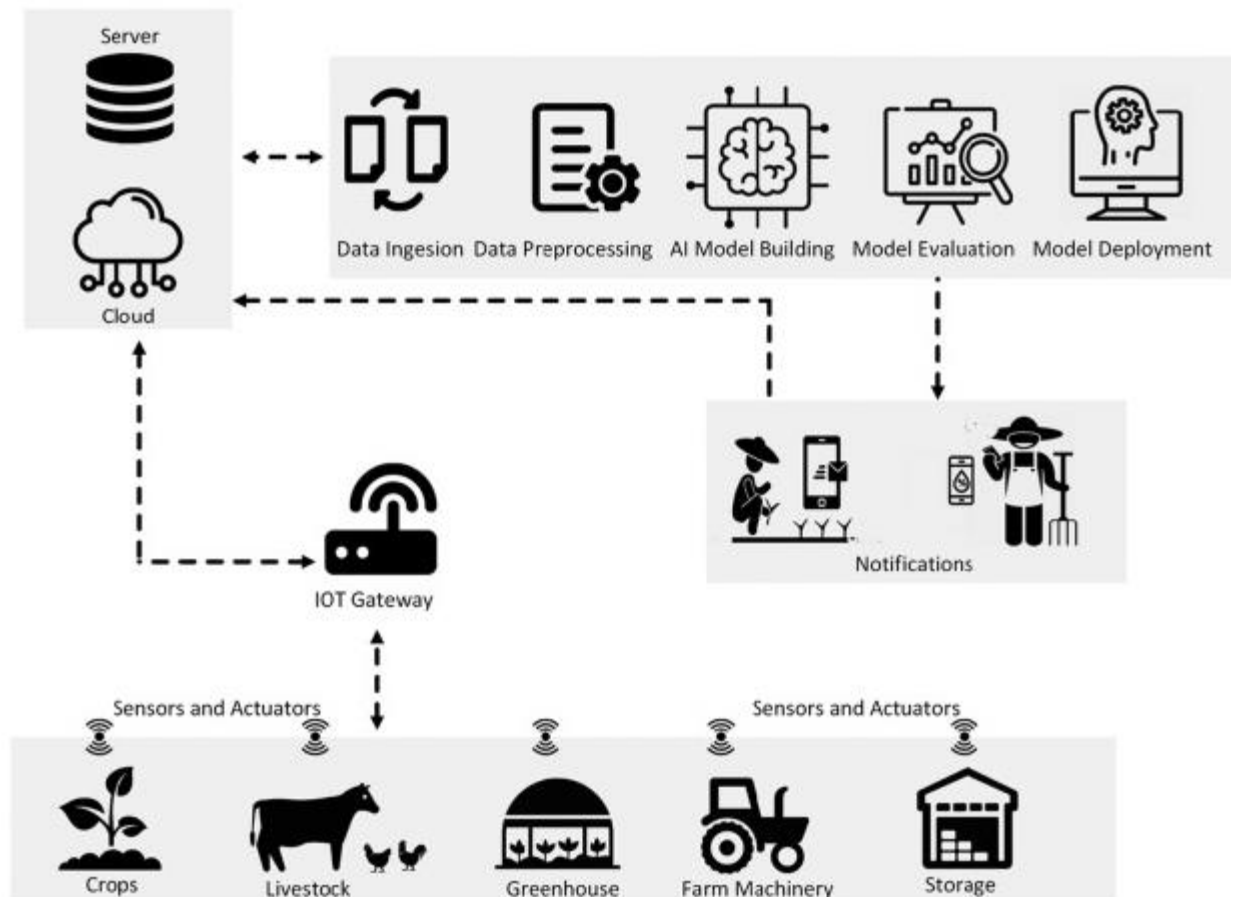 Server
Data Ingesion Data Preprocessing AI Model Building Model Evaluation Model Deployment
Cloud
Notifications
IOT Gateway
Sensors and Actuators Sensors and Actuators
Crops Livestock Greenhouse Farm Machinery Storage